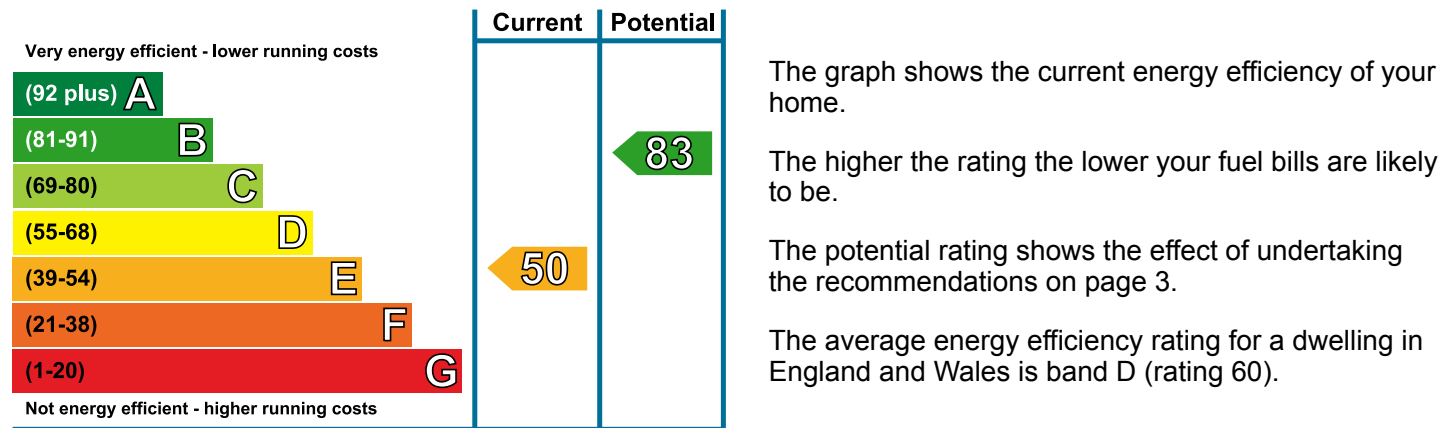 Current Potential
Very energy efficient - lower running costs
(92 plus) A
(81-91) B
83
(69-80) C
(55-68) D
(39-54) E
50
(21-38) F
(1-20) G
Not energy efficient - higher running costs
The graph shows the current energy efficiency of your
home.
The higher the rating the lower your fuel bills are likely
to be.
The potential rating shows the effect of undertaking
the recommendations on page 3.
The average energy efficiency rating for a dwelling in
England and Wales is band D (rating 60).